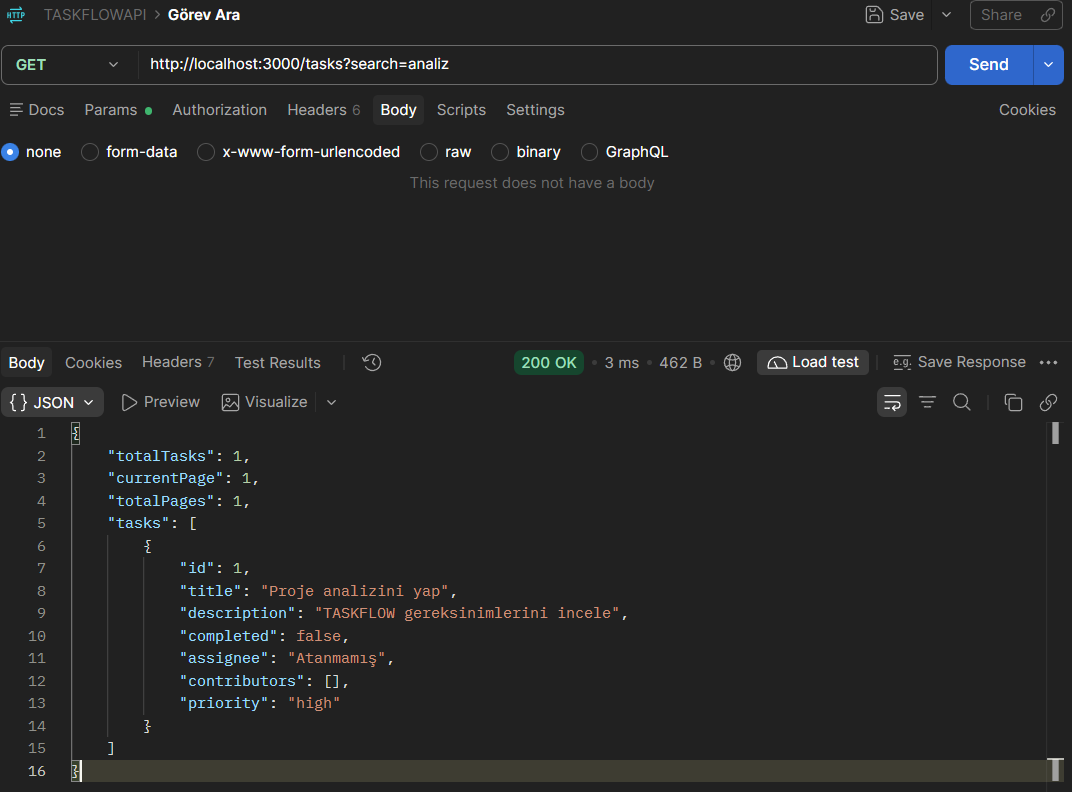 HTTP TASKFLOWAPI > Görev Ara Save Share
GET http://localhost:3000/tasks?search=analiz Send
Docs Params Authorization Headers 6 Body Scripts Settings Cookies
none form-data x-www-form-urlencoded raw binary GraphQL
This request does not have a body
Body Cookies Headers 7 Test Results 200 OK • 3 ms • 462 B • Load test e.g. Save Response •••
{} JSON Preview Visualize
1 {
2 "totalTasks": 1,
3 "currentPage": 1,
4 "totalPages": 1,
5 "tasks": [
6 {
7 "id": 1,
8 "title": "Proje analizini yap",
9 "description": "TASKFLOW gereksinimlerini incele",
10 "completed": false,
11 "assignee": "Atanmamış",
12 "contributors": [],
13 "priority": "high"
14 }
15 ]
16 }